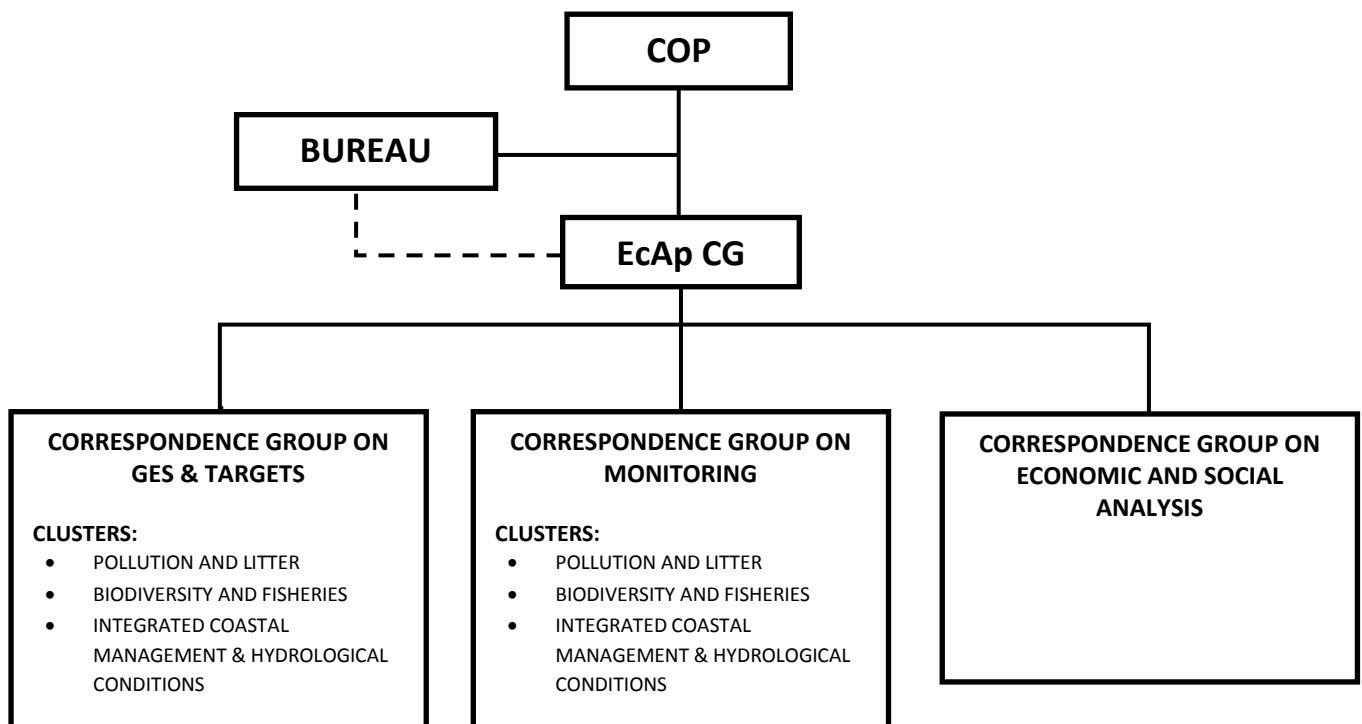 COP
BUREAU
EcAp CG
CORRESPONDENCE GROUP ON
GES & TARGETS
CLUSTERS:
• POLLUTION AND LITTER
• BIODIVERSITY AND FISHERIES
• INTEGRATED COASTAL
MANAGEMENT & HYDROLOGICAL
CONDITIONS
CORRESPONDENCE GROUP ON
MONITORING
CLUSTERS:
• POLLUTION AND LITTER
• BIODIVERSITY AND FISHERIES
• INTEGRATED COASTAL
MANAGEMENT & HYDROLOGICAL
CONDITIONS
CORRESPONDENCE GROUP ON
ECONOMIC AND SOCIAL
ANALYSIS